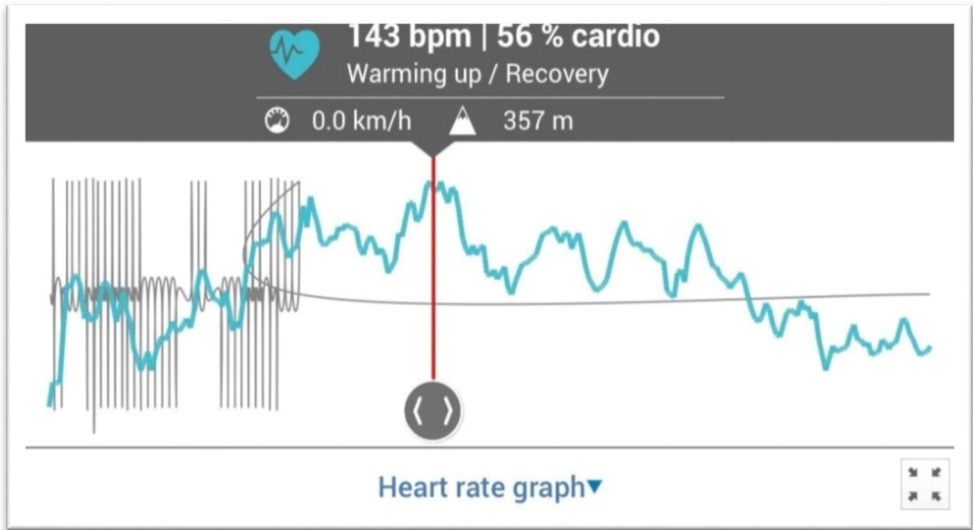 143 bpm | 56 % cardio
Warming up / Recovery
0.0 km/h 357 m
Heart rate graph▾